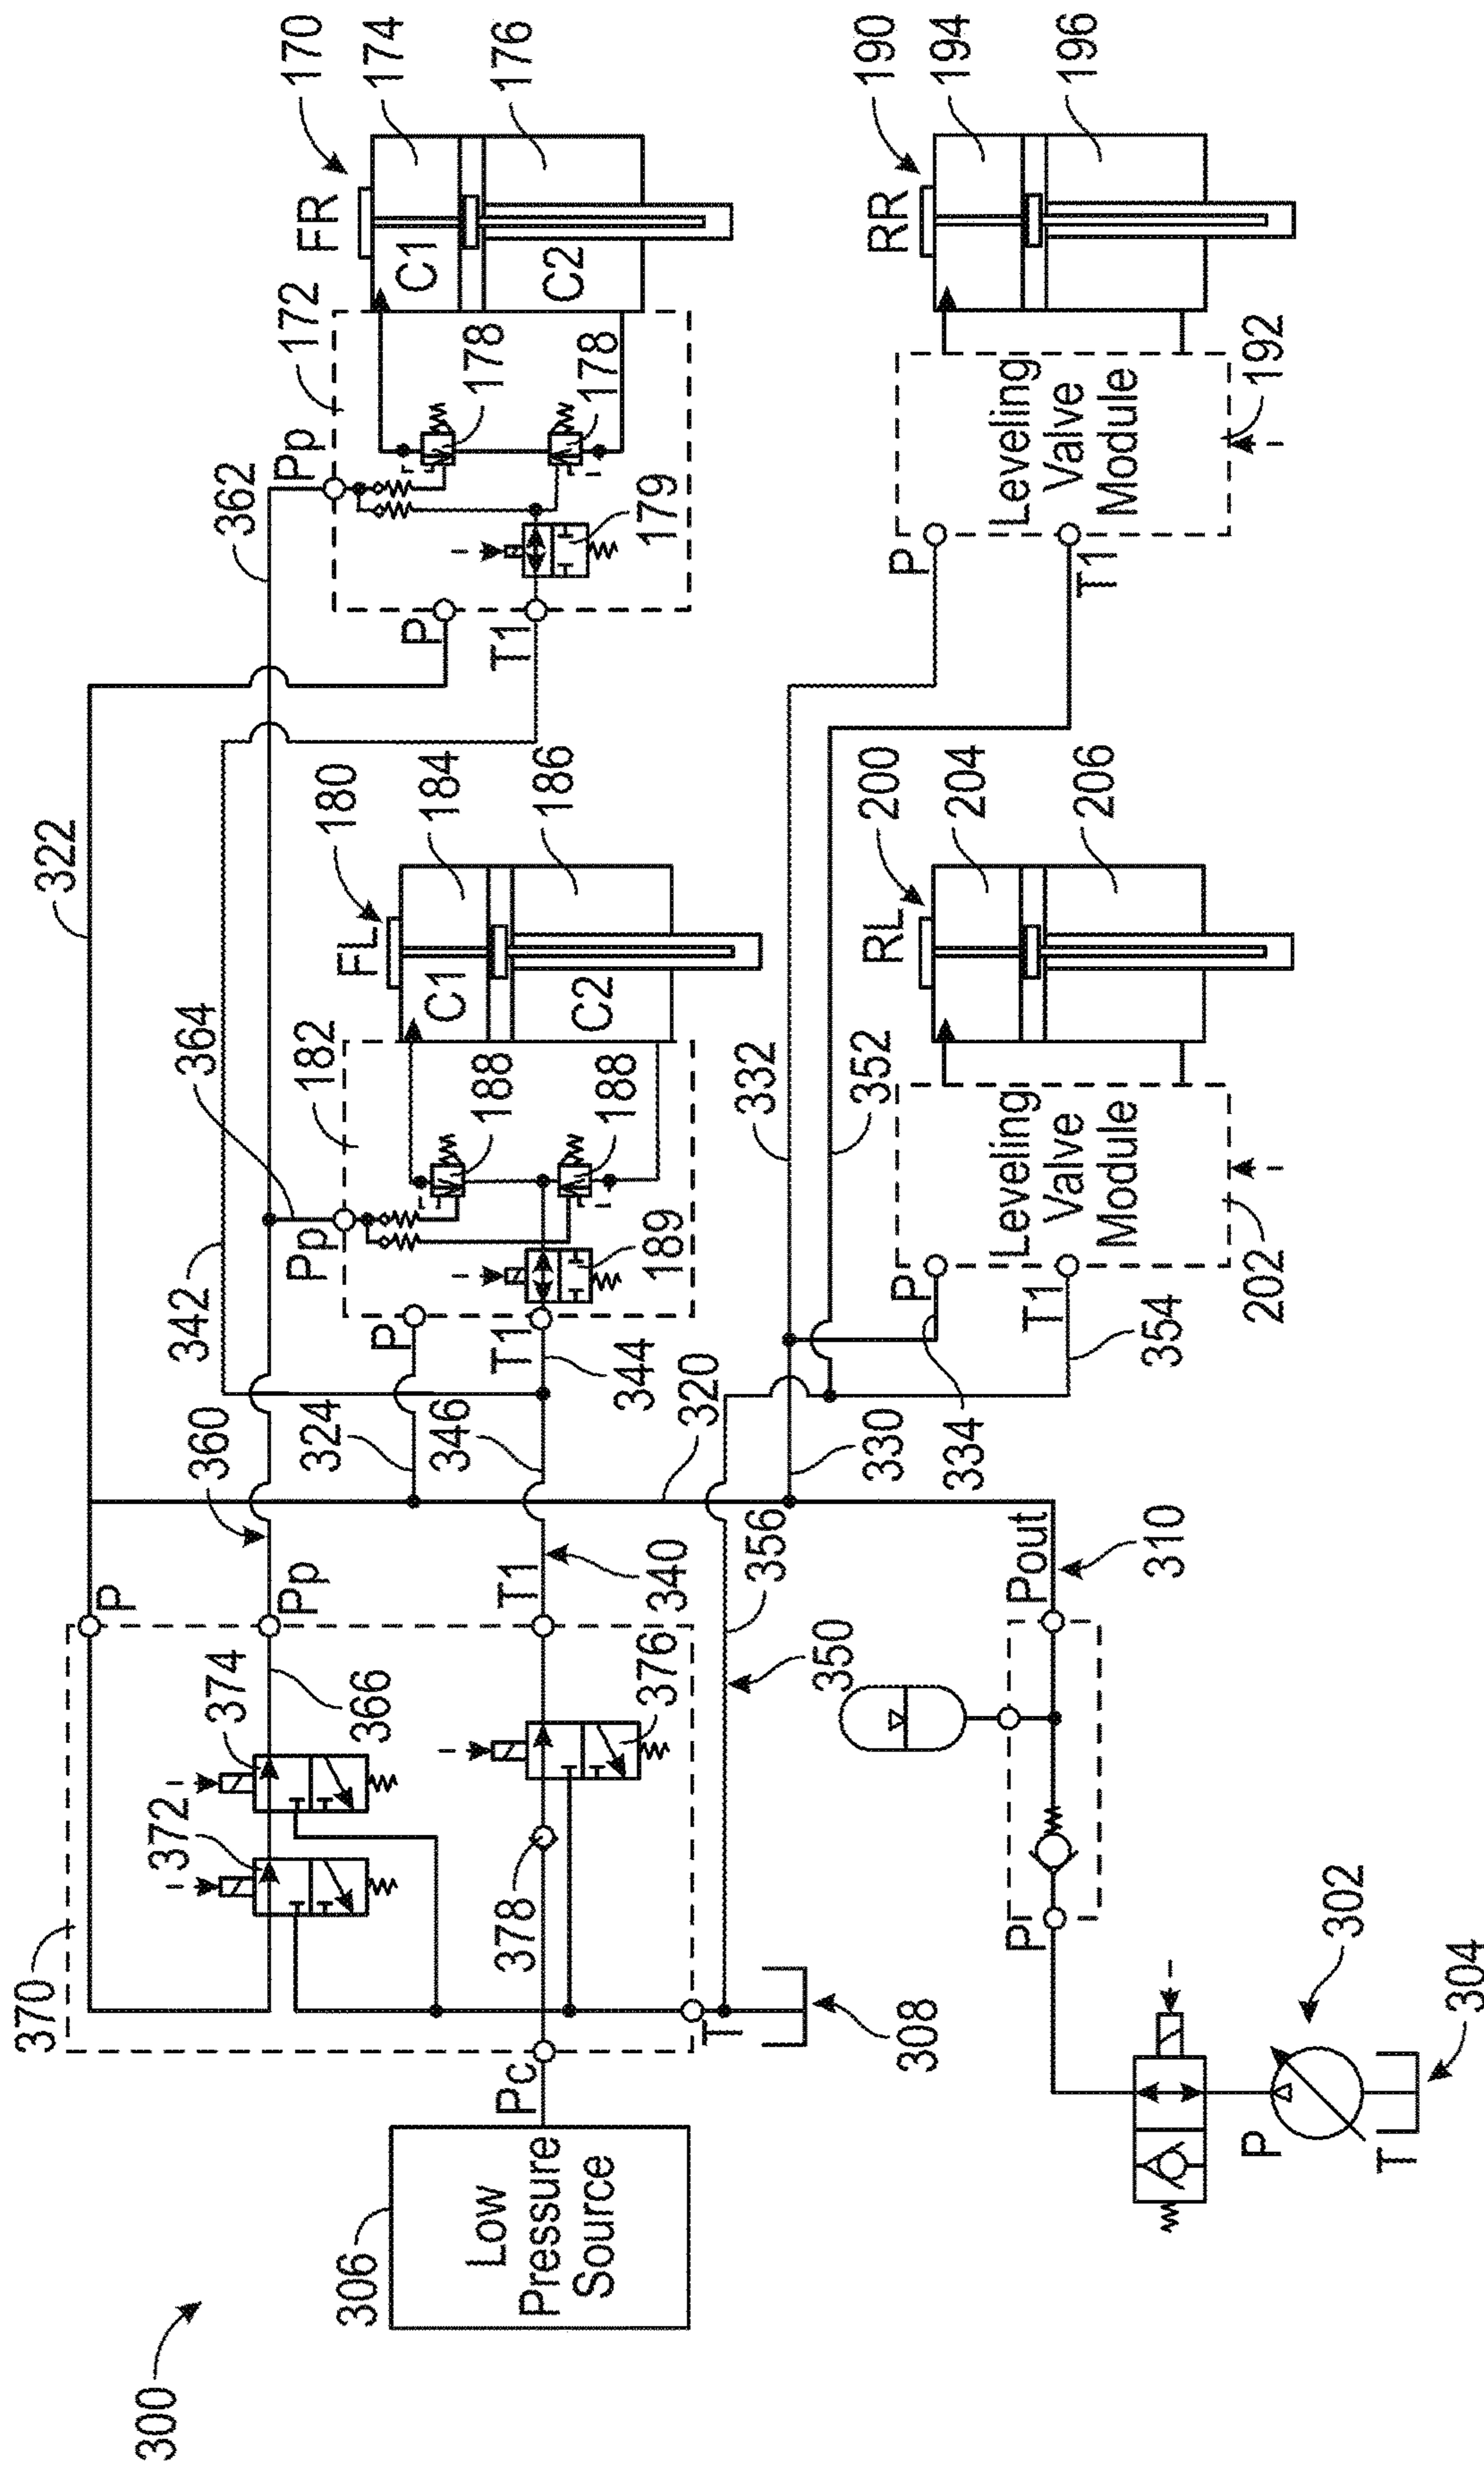 300
306
Low
Pressure
Source
Pc
370
372
374
366
378
376
P
Pp
T1
T
308
340
350
356
360
342
364
362
322
324
346
344
320
330
334
332
352
354
310
Pout
P
302
304
P
T
P
T1
Pp
182
188
188
189
FL
180
184
186
C1
C2
P
T1
Pp
172
178
178
179
FR
170
174
176
C1
C2
P
T1
Leveling
Valve
Module
202
RL
200
204
206
P
T1
Leveling
Valve
Module
192
RR
190
194
196